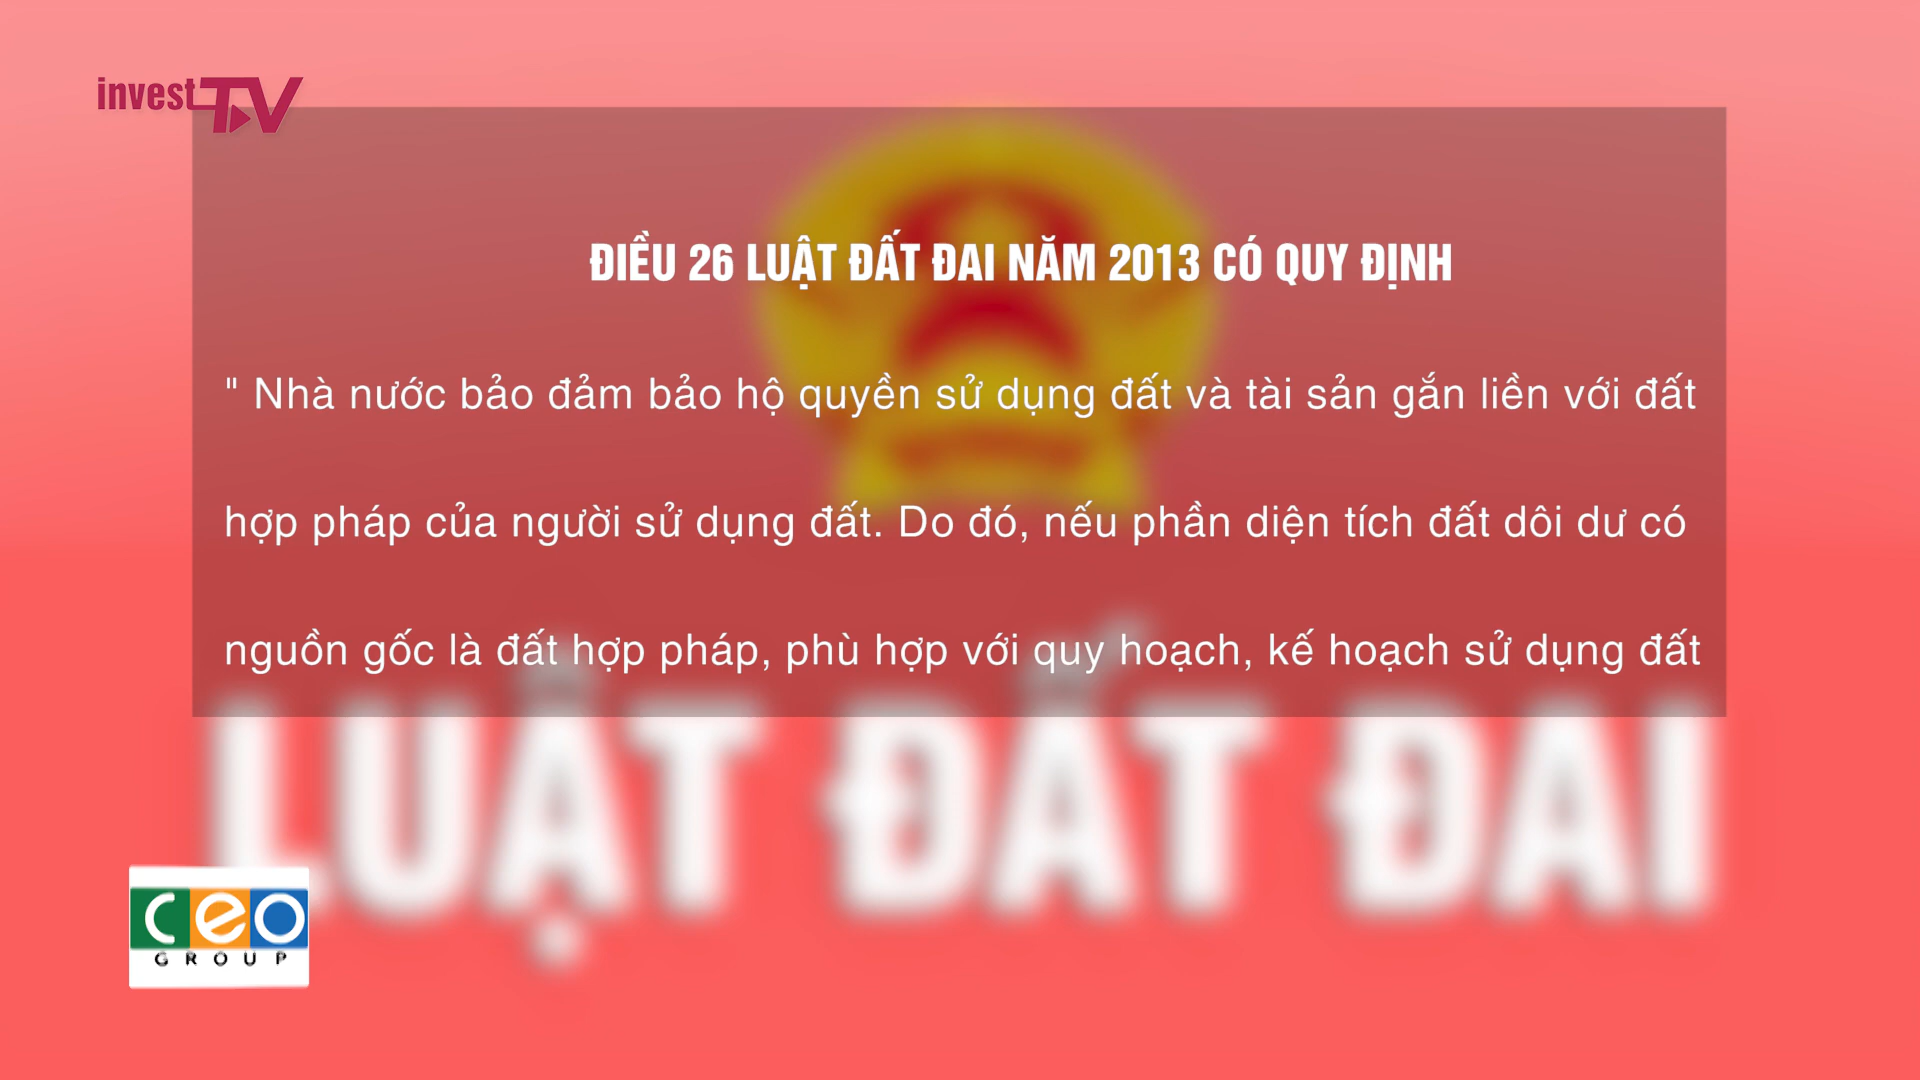 invest TV
ĐIỀU 26 LUẬT ĐẤT ĐAI NĂM 2013 CÓ QUY ĐỊNH
" Nhà nước bảo đảm bảo hộ quyền sử dụng đất và tài sản gắn liền với đất
hợp pháp của người sử dụng đất. Do đó, nếu phần diện tích đất dôi dư có
nguồn gốc là đất hợp pháp, phù hợp với quy hoạch, kế hoạch sử dụng đất
LUẬT ĐẤT ĐAI
ceo
GROUP